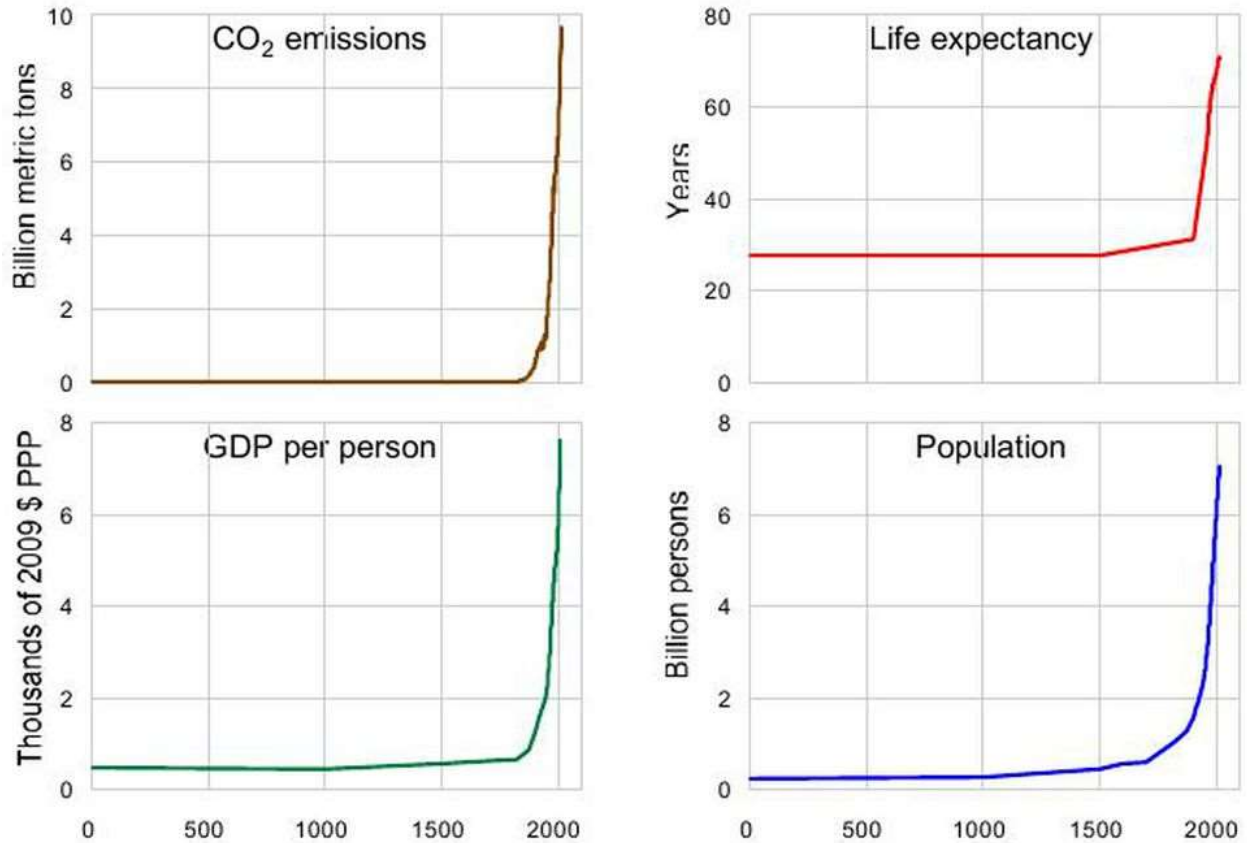 CO₂ emissions
Billion metric tons
10
8
6
4
2
0
Life expectancy
Years
80
60
40
20
0
GDP per person
Thousands of 2009 $ PPP
8
6
4
2
0
0 500 1000 1500 2000
Population
Billion persons
8
6
4
2
0
0 500 1000 1500 2000